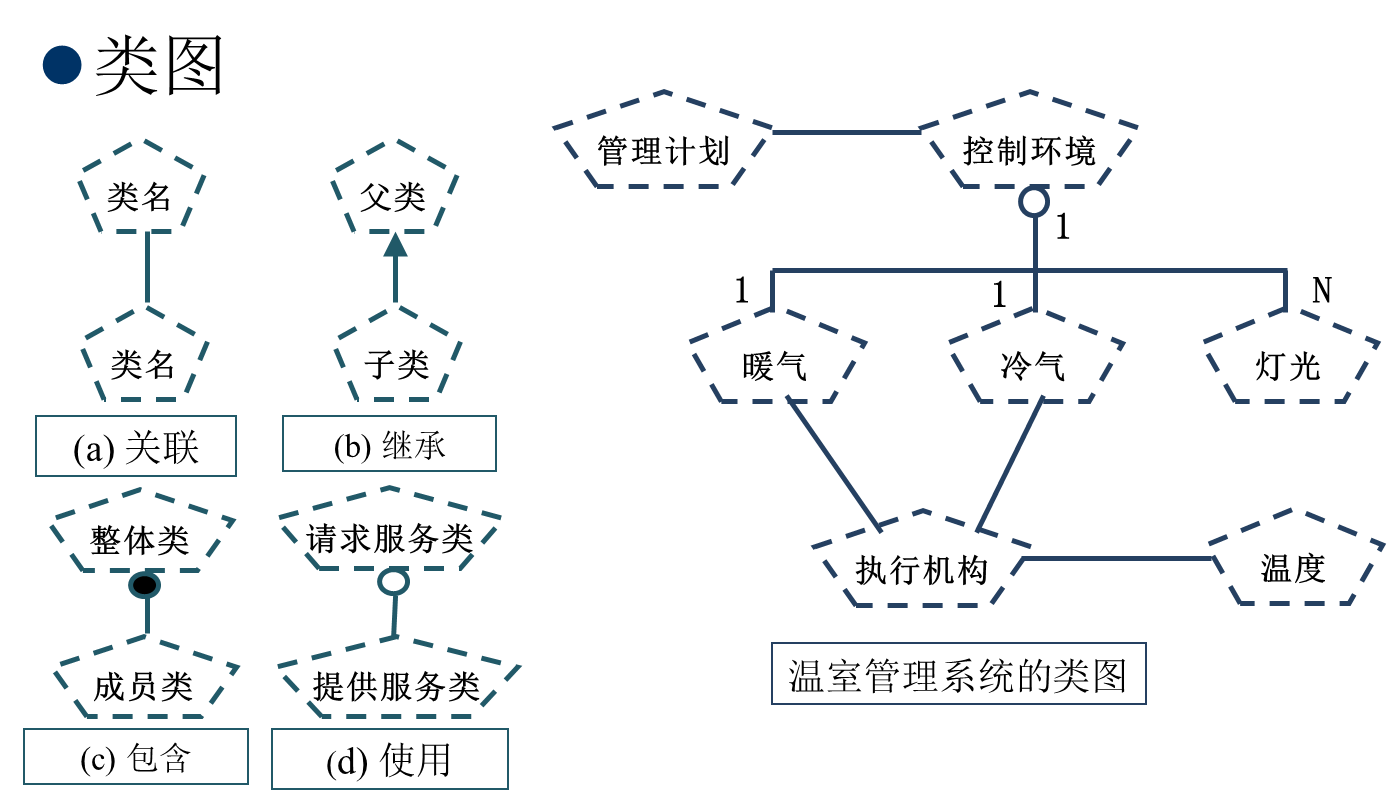 类图
类名
类名
(a) 关联
父类
子类
(b) 继承
整体类
成员类
(c) 包含
请求服务类
提供服务类
(d) 使用
管理计划
控制环境
1
1
1
N
暖气
冷气
灯光
执行机构
温度
温室管理系统的类图